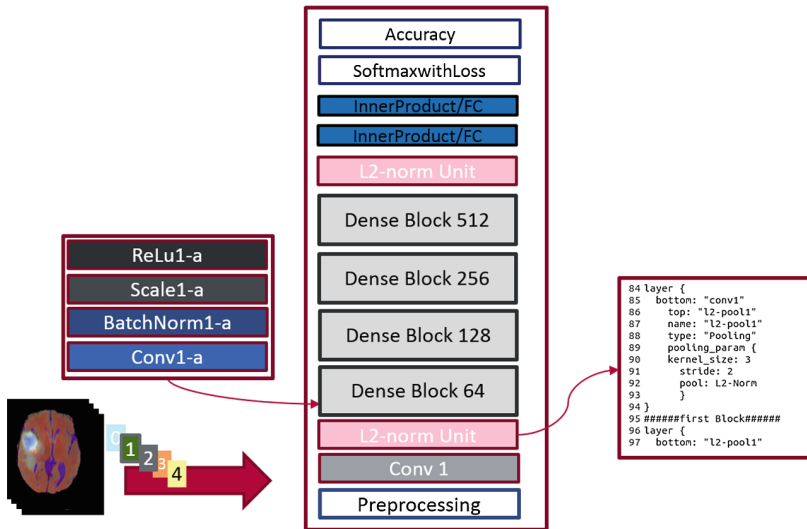 Accuracy
SoftmaxwithLoss
InnerProduct/FC
InnerProduct/FC
L2-norm Unit
Dense Block 512
Dense Block 256
Dense Block 128
Dense Block 64
L2-norm Unit
Conv 1
Preprocessing
ReLu1-a
Scale1-a
BatchNorm1-a
Conv1-a
0
1
2
3
4
84 layer {
85 bottom: "conv1"
86 top: "l2-pool1"
87 name: "l2-pool1"
88 type: "Pooling"
89 pooling_param {
90 kernel_size: 3
91 stride: 2
92 pool: L2-Norm
93 }
94 }
95 ######first Block######
96 layer {
97 bottom: "l2-pool1"